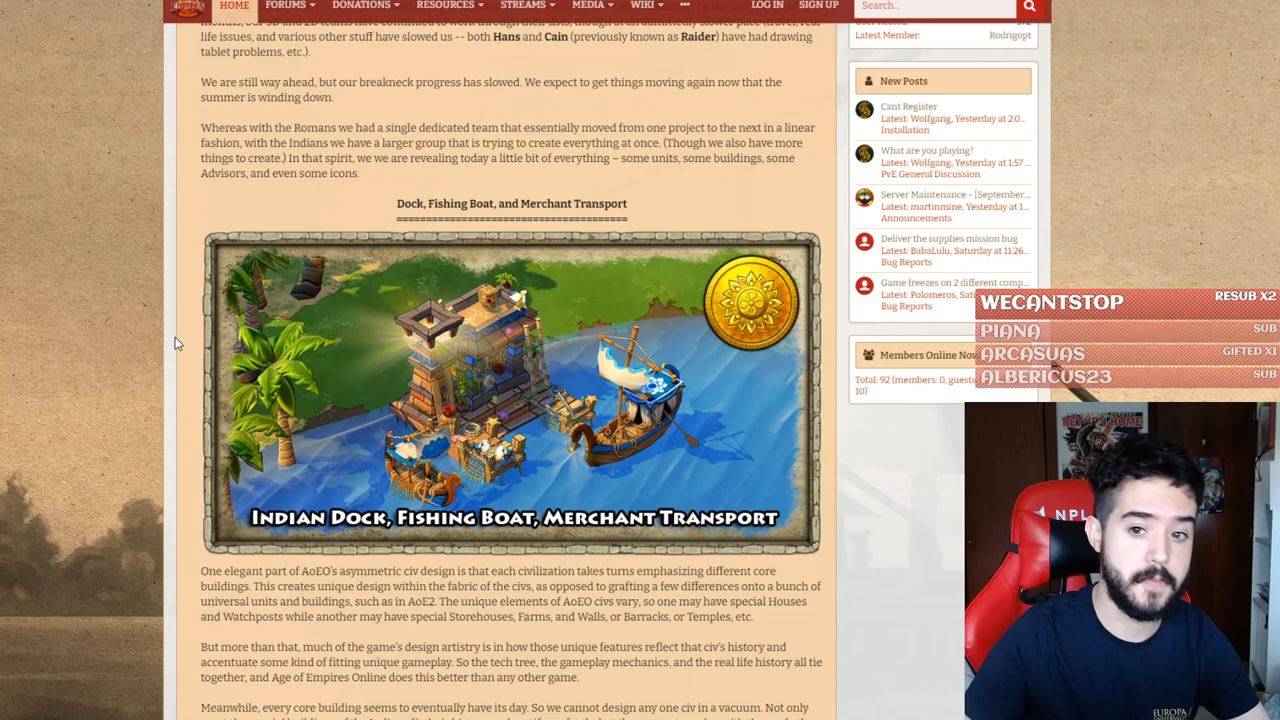 HOME FORUMS DONATIONS RESOURCES STREAMS MEDIA WIKI ••• LOG IN SIGN UP Search...
life issues, and various other stuff have slowed us -- both Hans and Cain (previously known as Raider) have had drawing
tablet problems, etc.).
We are still way ahead, but our breakneck progress has slowed. We expect to get things moving again now that the
summer is winding down.
Whereas with the Romans we had a single dedicated team that essentially moved from one project to the next in a linear
fashion, with the Indians we have a larger group that is trying to create everything at once. (Though we also have more
things to create.) In that spirit, we we are revealing today a little bit of everything – some units, some buildings, some
Advisors, and even some icons.
Dock, Fishing Boat, and Merchant Transport
=======================================
INDIAN DOCK, FISHING BOAT, MERCHANT TRANSPORT
One elegant part of AoEO's asymmetric civ design is that each civilization takes turns emphasizing different core
buildings. This creates unique design within the fabric of the civs, as opposed to grafting a few differences onto a bunch of
universal units and buildings, such as in AoE2. The unique elements of AoEO civs vary, so one may have special Houses
and Watchposts while another may have special Storehouses, Farms, and Walls, or Barracks, or Temples, etc.
But more than that, much of the game's design artistry is in how those unique features reflect that civ's history and
accentuate some kind of fitting unique gameplay. So the tech tree, the gameplay mechanics, and the real life history all tie
together, and Age of Empires Online does this better than any other game.
Meanwhile, every core building seems to eventually have its day. So we cannot design any one civ in a vacuum. Not only
Latest Member: Rodrigopt
New Posts
Cant Register
Latest: Wolfgang, Yesterday at 2:0...
Installation
What are you playing?
Latest: Wolfgang, Yesterday at 1:57 ...
PvE General Discussion
Server Maintenance - [September...
Latest: martinmine, Yesterday at 1...
Announcements
Deliver the supplies mission bug
Latest: BabaLulu, Saturday at 11:26...
Bug Reports
Game freezes on 2 different comp...
Latest: Polomeros, Satu
Bug Reports
Members Online Now
Total: 92 (members: 0, guests
10)
WECANTSTOP RESUB X2
PIANA SUB
ARCASUAS GIFTED X1
ALBERICUS23 SUB
NPL
EUROPA